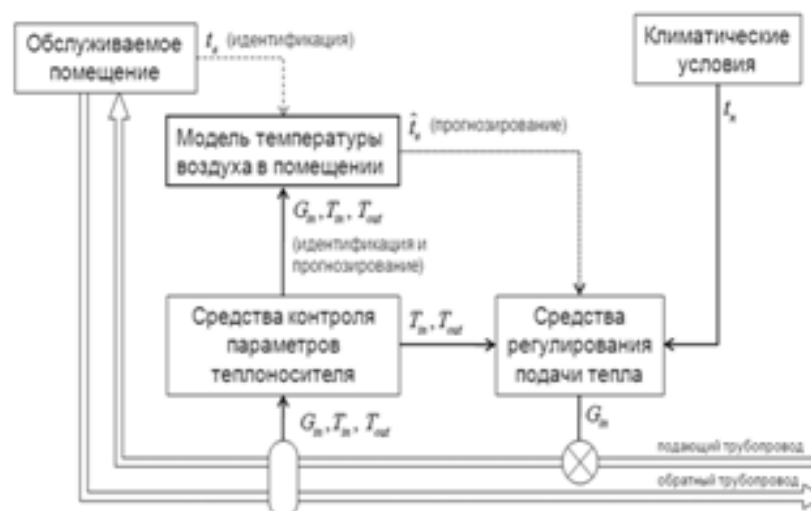 Обслуживаемое
помещение
t_в (идентификация)
Климатические
условия
t_н
Модель температуры
воздуха в помещении
t̂_в (прогнозирование)
G_in, T_in, T_out
(идентификация и
прогнозирование)
Средства контроля
параметров
теплоносителя
T_in, T_out
Средства
регулирования
подачи тепла
G_in, T_in, T_out
G_in
подающий трубопровод
обратный трубопровод